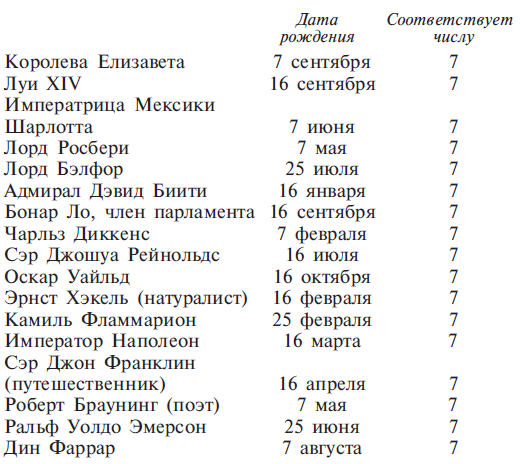 Дата Соответствует
рождения числу
Королева Елизавета 7 сентября 7
Луи XIV 16 сентября 7
Императрица Мексики
Шарлотта 7 июня 7
Лорд Росбери 7 мая 7
Лорд Бэлфор 25 июля 7
Адмирал Дэвид Биити 16 января 7
Бонар Ло, член парламента 16 сентября 7
Чарльз Диккенс 7 февраля 7
Сэр Джошуа Рейнольдс 16 июля 7
Оскар Уайльд 16 октября 7
Эрнст Хэкель (натуралист) 16 февраля 7
Камиль Фламмарион 25 февраля 7
Император Наполеон 16 марта 7
Сэр Джон Франклин
(путешественник) 16 апреля 7
Роберт Браунинг (поэт) 7 мая 7
Ральф Уолдо Эмерсон 25 июня 7
Дин Фаррар 7 августа 7